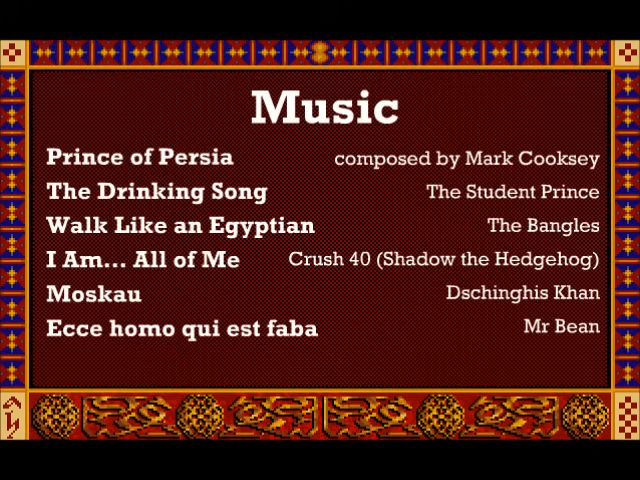 Music
Prince of Persia composed by Mark Cooksey
The Drinking Song The Student Prince
Walk Like an Egyptian The Bangles
I Am... All of Me Crush 40 (Shadow the Hedgehog)
Moskau Dschinghis Khan
Ecce homo qui est faba Mr Bean